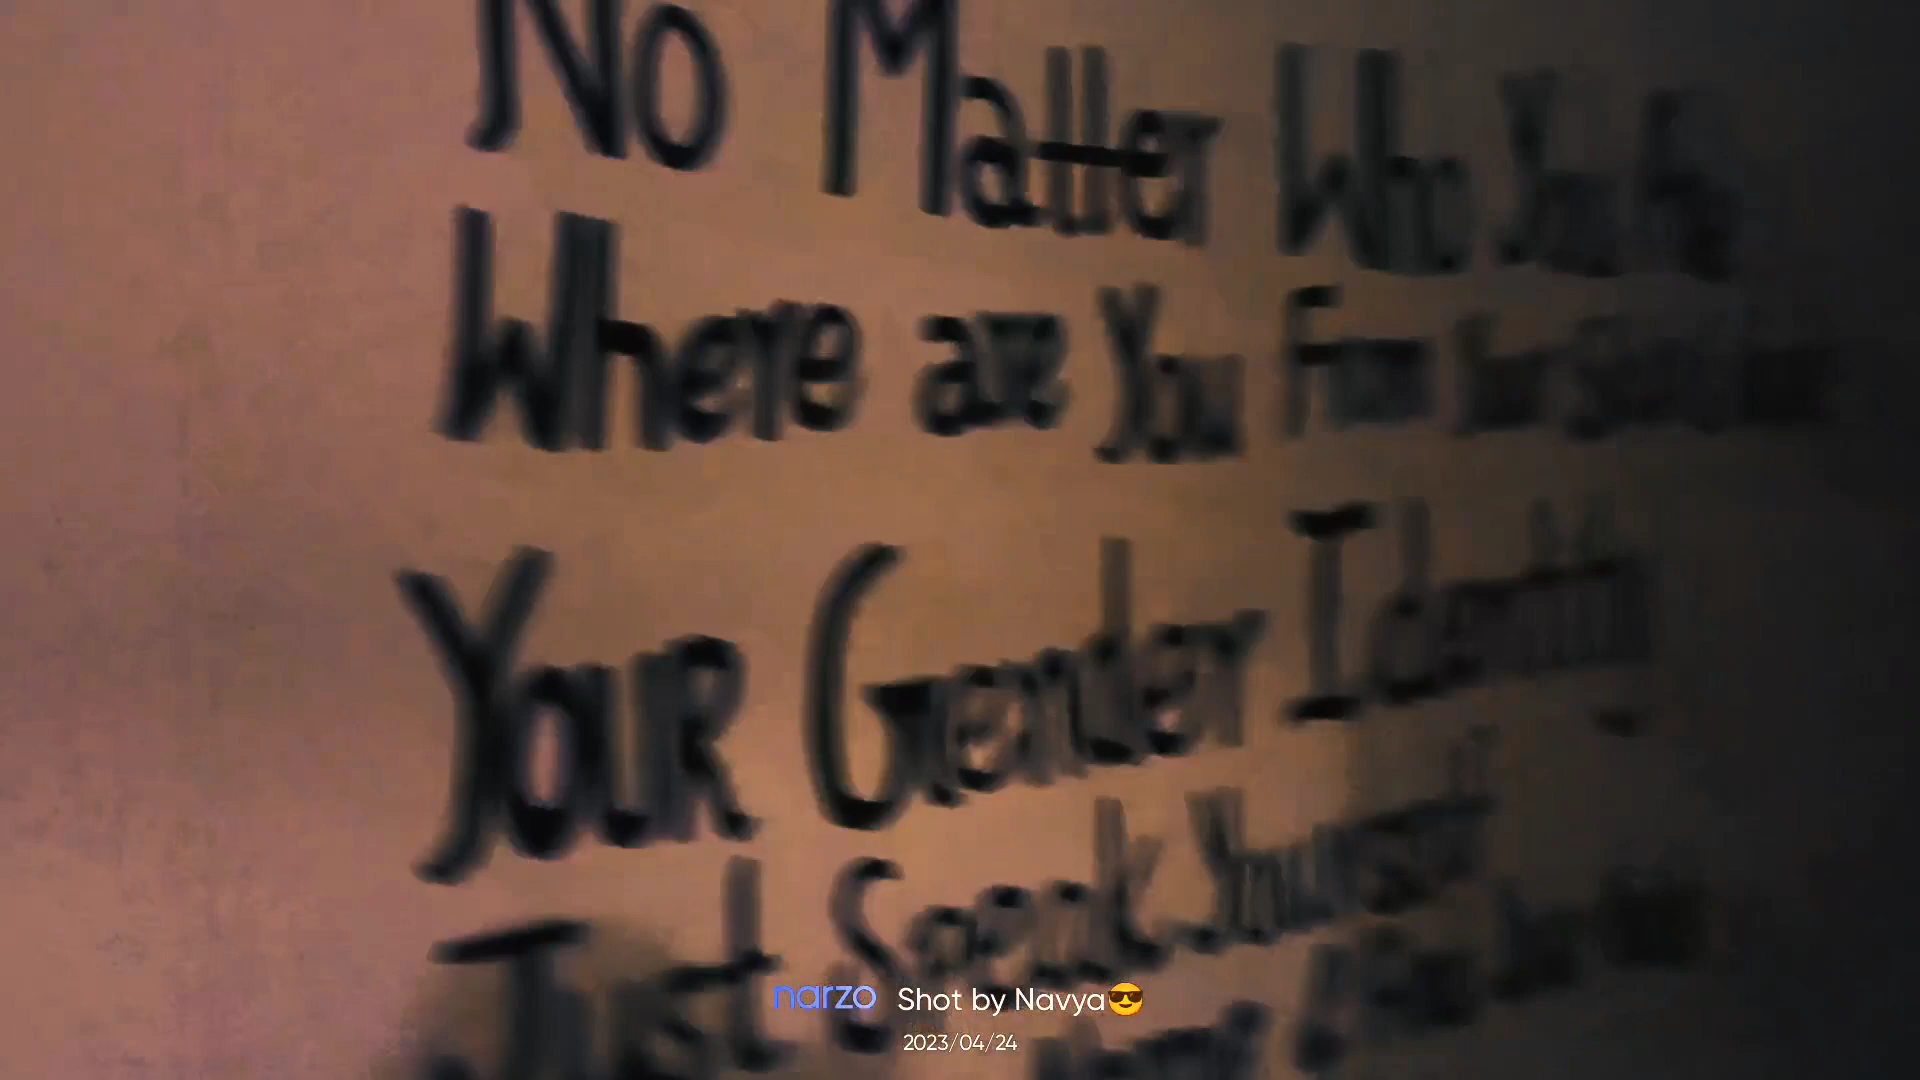 No Matter Who You Are
Where are You From Your
Your Gender Identity
Just Speak Yourself
narzo Shot by Navya😎
2023/04/24